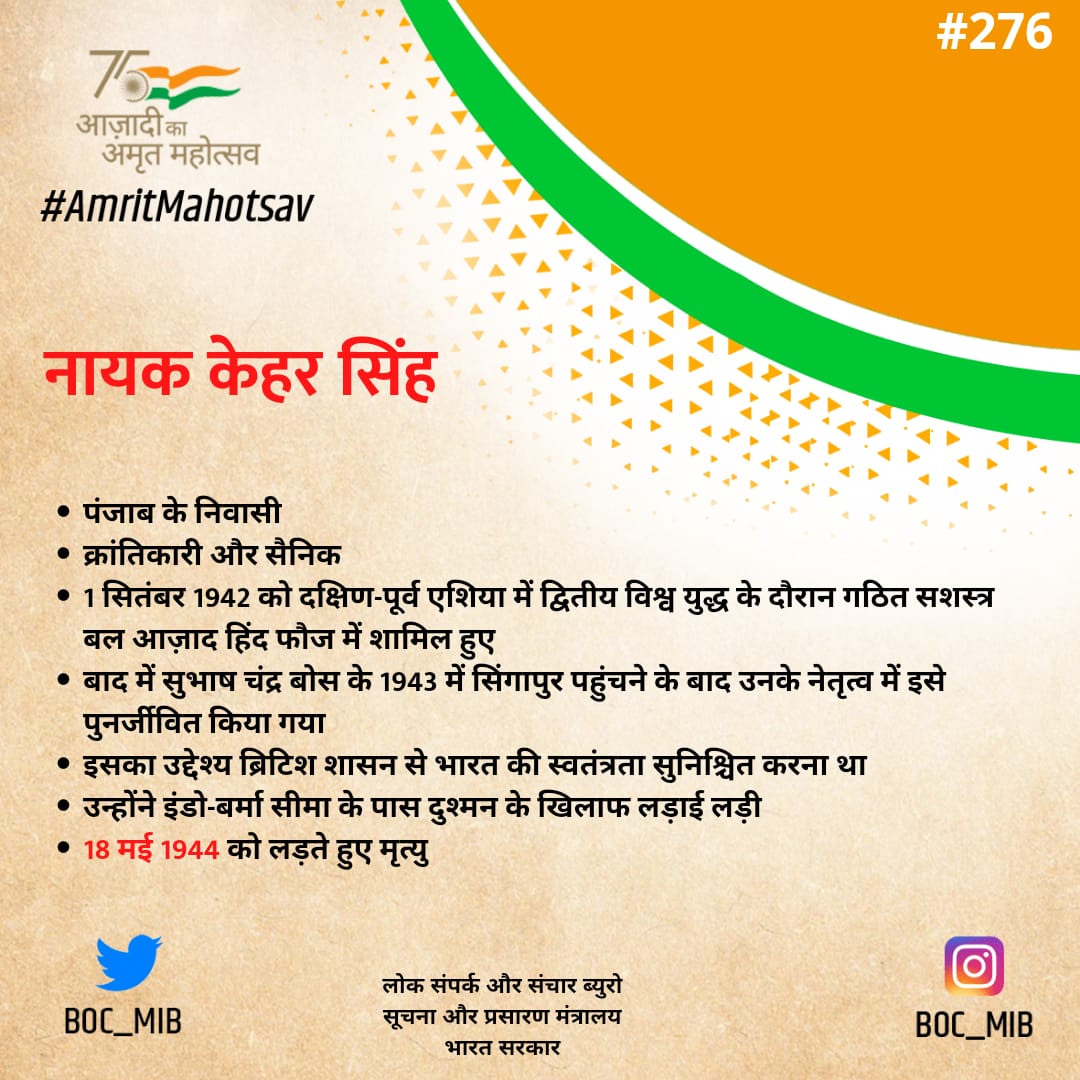 #276
75
आज़ादी का
अमृत महोत्सव
#AmritMahotsav
नायक केहर सिंह
• पंजाब के निवासी
• क्रांतिकारी और सैनिक
• 1 सितंबर 1942 को दक्षिण-पूर्व एशिया में द्वितीय विश्व युद्ध के दौरान गठित सशस्त्र
बल आज़ाद हिंद फौज में शामिल हुए
• बाद में सुभाष चंद्र बोस के 1943 में सिंगापुर पहुंचने के बाद उनके नेतृत्व में इसे
पुनर्जीवित किया गया
• इसका उद्देश्य ब्रिटिश शासन से भारत की स्वतंत्रता सुनिश्चित करना था
• उन्होंने इंडो-बर्मा सीमा के पास दुश्मन के खिलाफ लड़ाई लड़ी
• 18 मई 1944 को लड़ते हुए मृत्यु
BOC_MIB
लोक संपर्क और संचार ब्युरो
सूचना और प्रसारण मंत्रालय
भारत सरकार
BOC_MIB